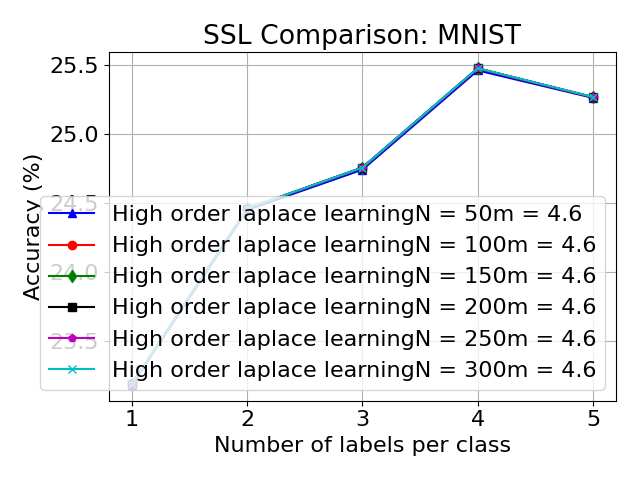 SSL Comparison: MNIST
25.5
25.0
24.5
24.0
23.5
Accuracy (%)
High order laplace learningN = 50m = 4.6
High order laplace learningN = 100m = 4.6
High order laplace learningN = 150m = 4.6
High order laplace learningN = 200m = 4.6
High order laplace learningN = 250m = 4.6
High order laplace learningN = 300m = 4.6
1 2 3 4 5
Number of labels per class